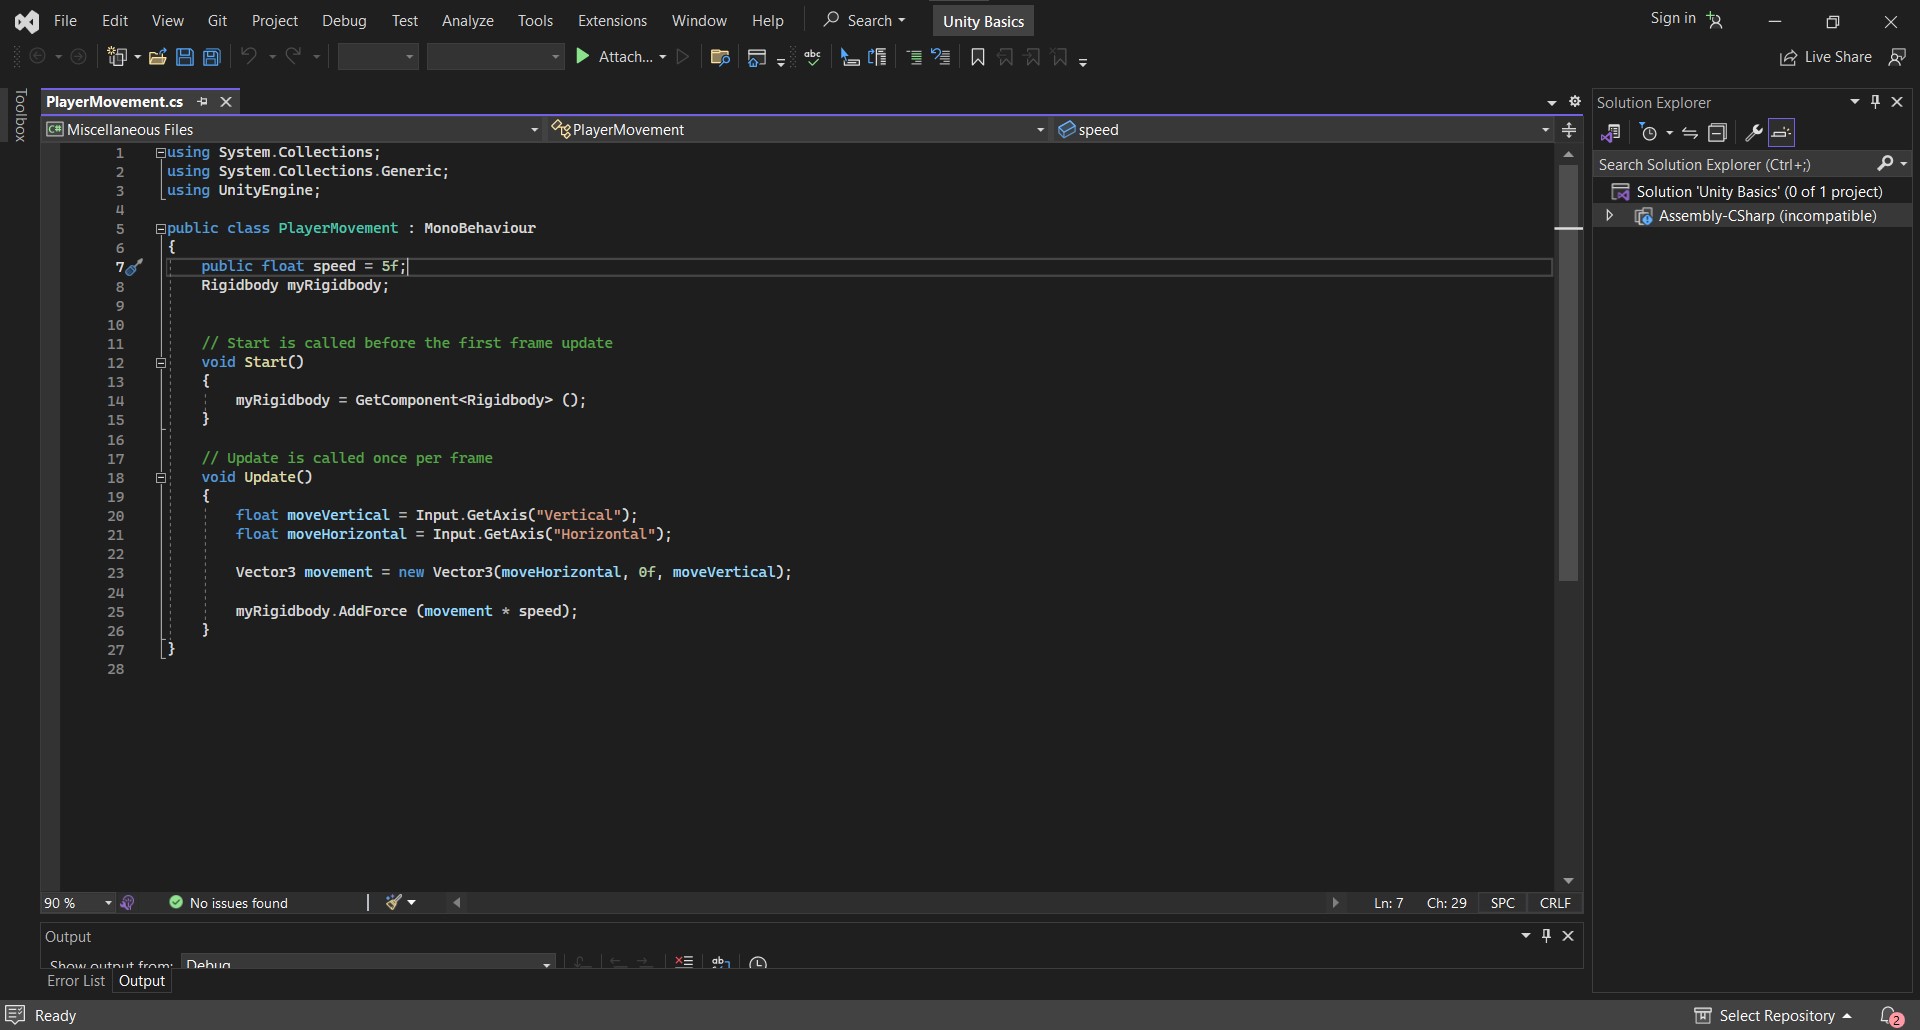 File Edit View Git Project Debug Test Analyze Tools Extensions Window Help Search Unity Basics Sign in
Attach... abc Live Share
Toolbox
PlayerMovement.cs
C# Miscellaneous Files PlayerMovement speed
1 using System.Collections;
2 using System.Collections.Generic;
3 using UnityEngine;
4
5 public class PlayerMovement : MonoBehaviour
6 {
7 public float speed = 5f;
8 Rigidbody myRigidbody;
9
10
11 // Start is called before the first frame update
12 void Start()
13 {
14 myRigidbody = GetComponent<Rigidbody> ();
15 }
16
17 // Update is called once per frame
18 void Update()
19 {
20 float moveVertical = Input.GetAxis("Vertical");
21 float moveHorizontal = Input.GetAxis("Horizontal");
22
23 Vector3 movement = new Vector3(moveHorizontal, 0f, moveVertical);
24
25 myRigidbody.AddForce (movement * speed);
26 }
27 }
28
90 % No issues found Ln: 7 Ch: 29 SPC CRLF
Output
Show output from: Debug ab
Error List Output
Solution Explorer
Search Solution Explorer (Ctrl+;)
Solution 'Unity Basics' (0 of 1 project)
Assembly-CSharp (incompatible)
Ready Select Repository 2